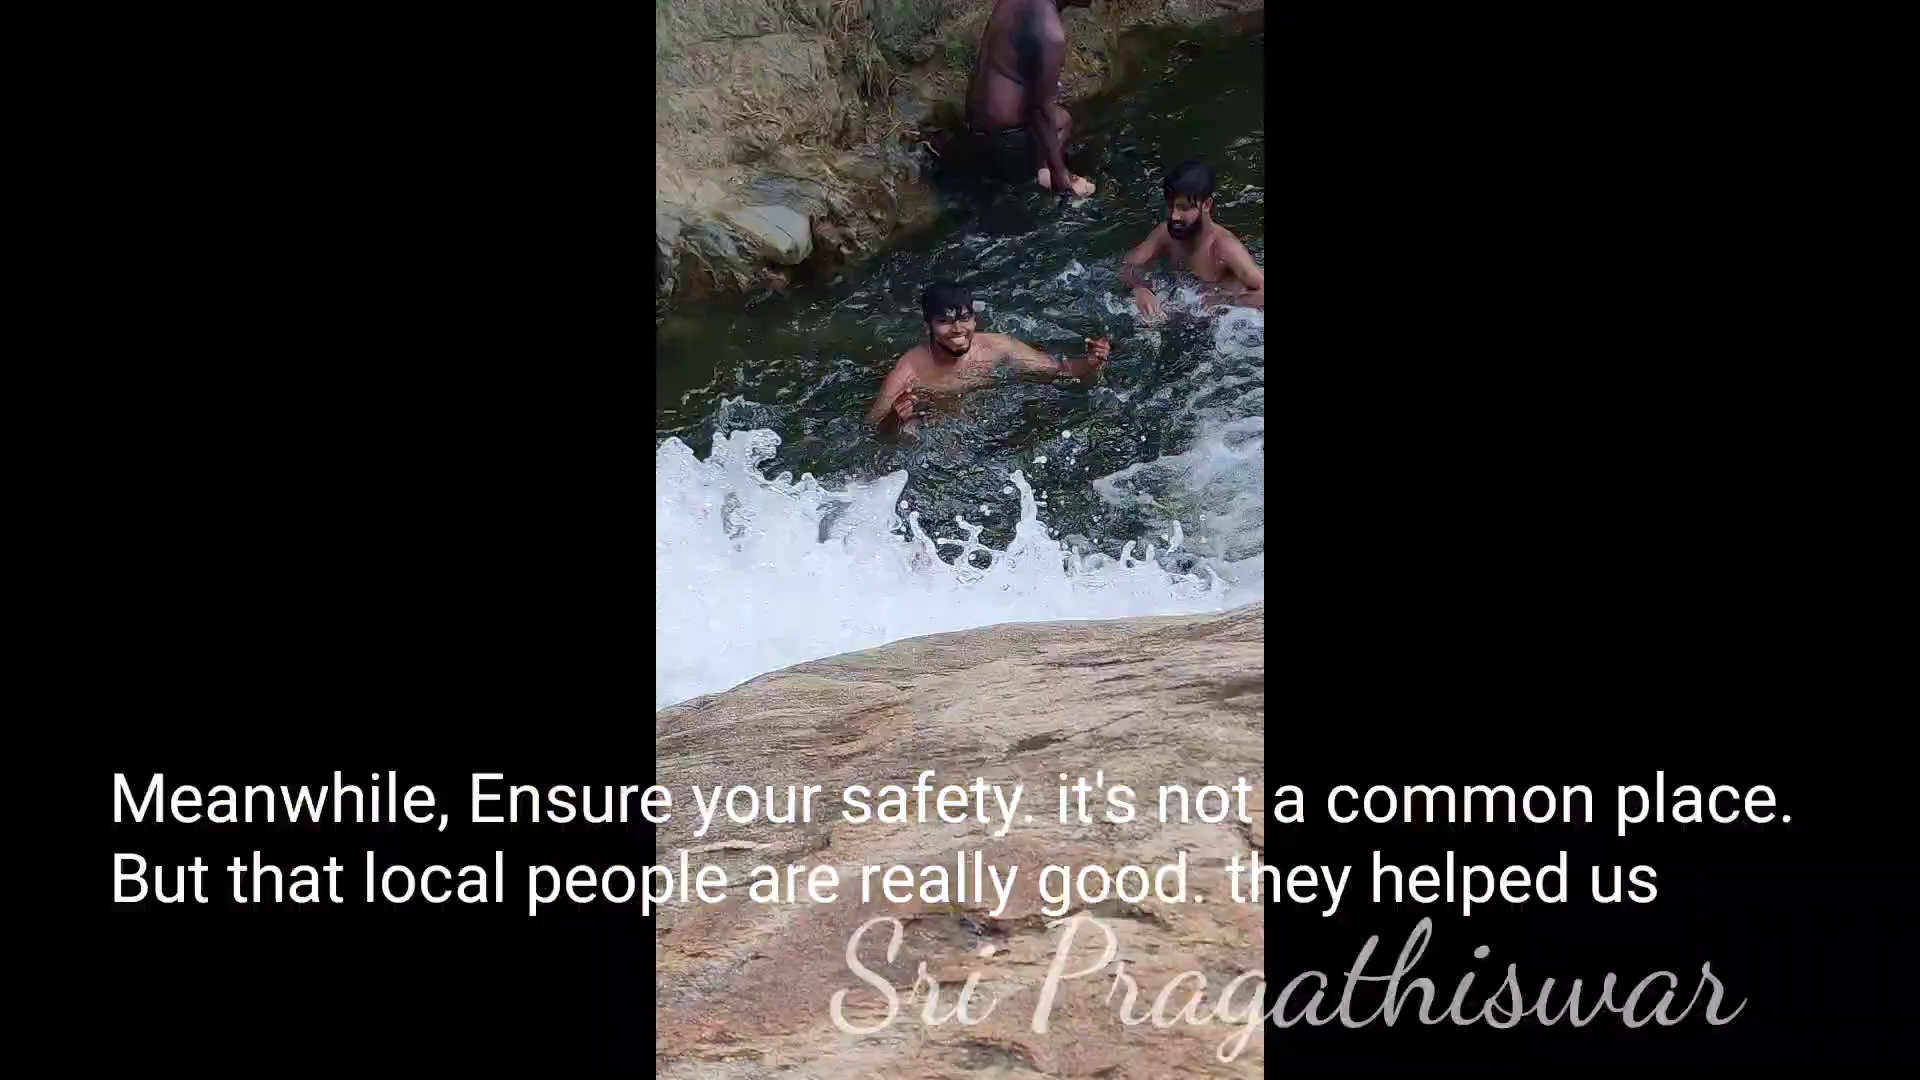 Meanwhile, Ensure your safety. it's not a common place.
But that local people are really good. they helped us
Sri Pragathiswar